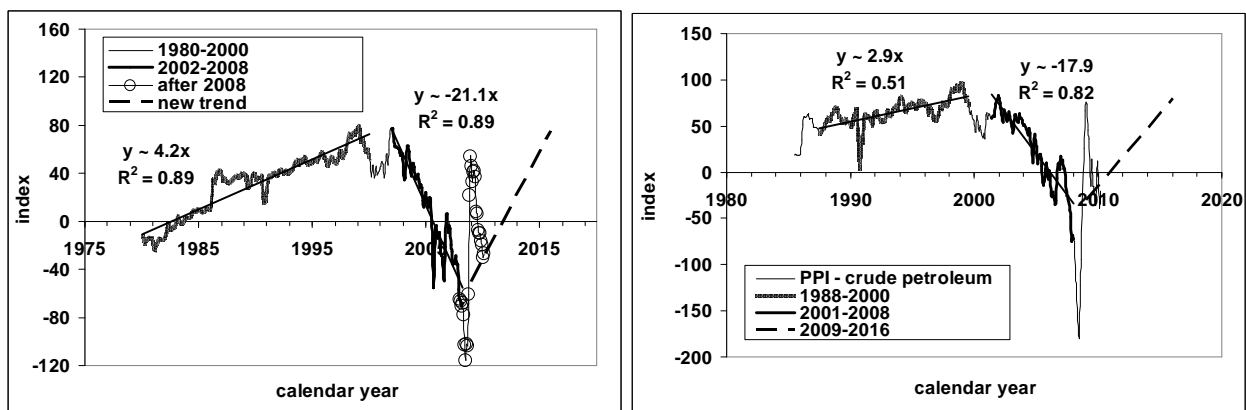 160
120
80
40
0
-40
-80
-120
index
1980-2000
2002-2008
after 2008
new trend
y ~ 4.2x
R² = 0.89
y ~ -21.1x
R² = 0.89
1975
1985
1995
2005
2015
calendar year
150
100
50
0
-50
-100
-150
-200
index
y ~ 2.9x
R² = 0.51
y ~ -17.9
R² = 0.82
1980
1990
2000
2010
2020
PPI - crude petroleum
1988-2000
2001-2008
2009-2016
calendar year